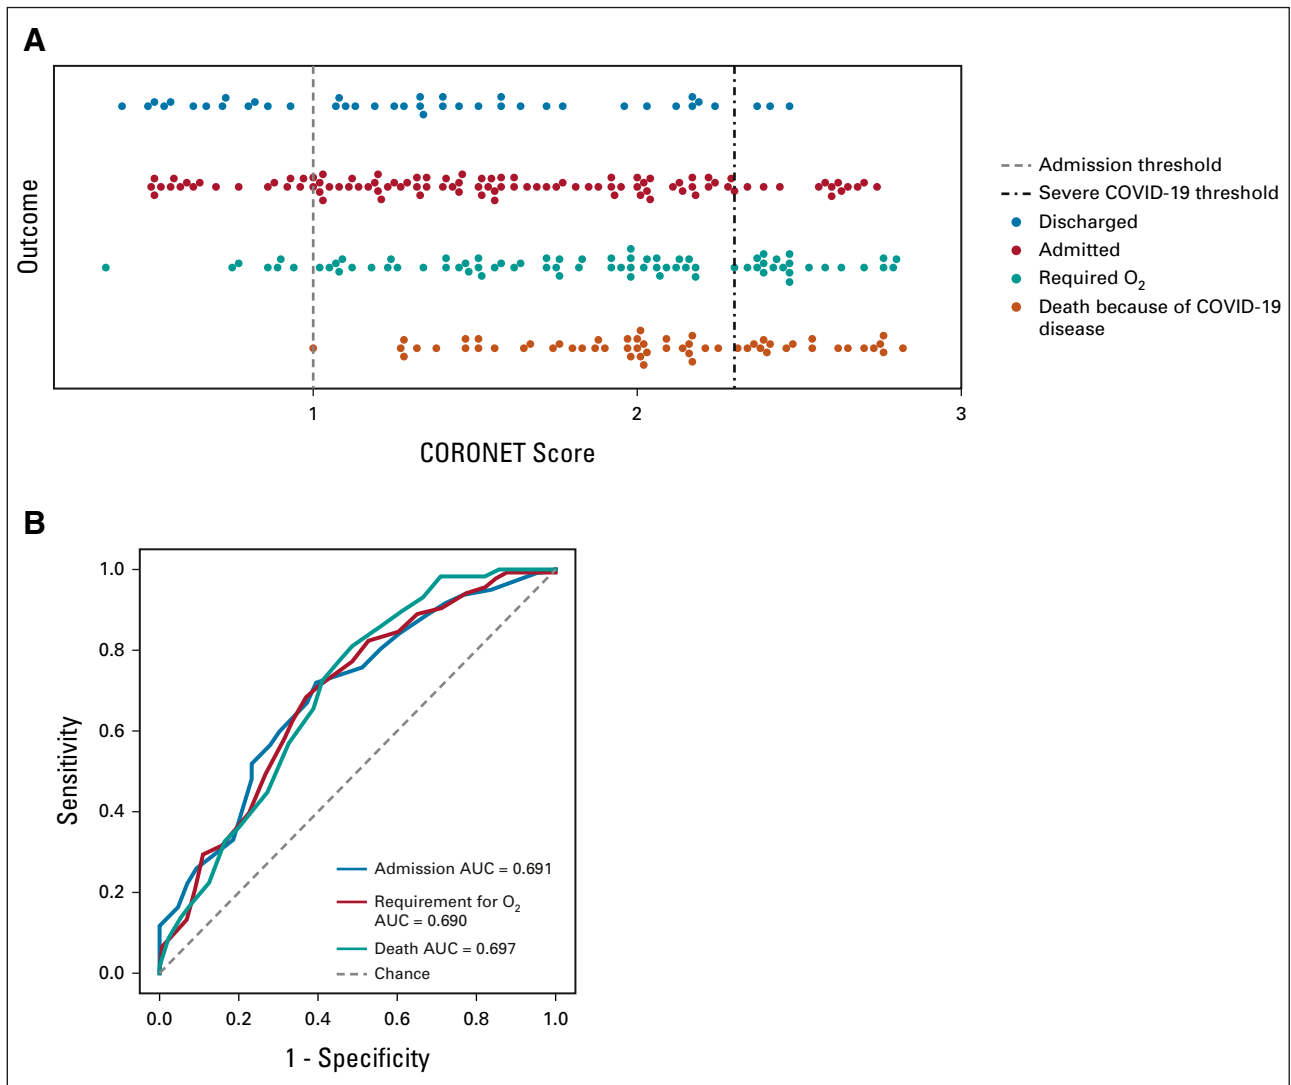 A
Outcome
1
2
3
CORONET Score
Admission threshold
Severe COVID-19 threshold
Discharged
Admitted
Required O₂
Death because of COVID-19
disease
B
Sensitivity
1.0
0.8
0.6
0.4
0.2
0.0
Admission AUC = 0.691
Requirement for O₂
AUC = 0.690
Death AUC = 0.697
Chance
0.0
0.2
0.4
0.6
0.8
1.0
1 - Specificity